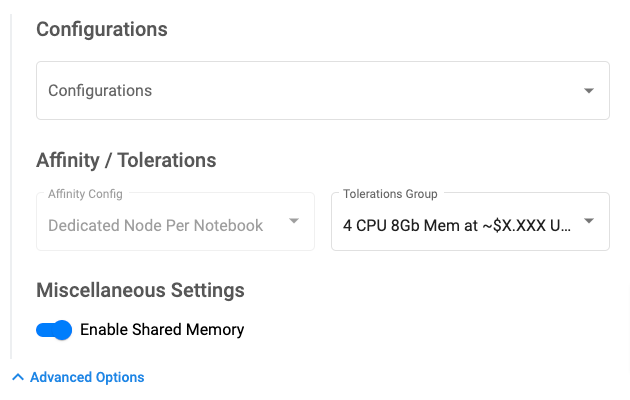 Configurations
Configurations
Affinity / Tolerations
Affinity Config
Tolerations Group
Dedicated Node Per Notebook
4 CPU 8Gb Mem at ~$X.XXX U...
Miscellaneous Settings
Enable Shared Memory
Advanced Options